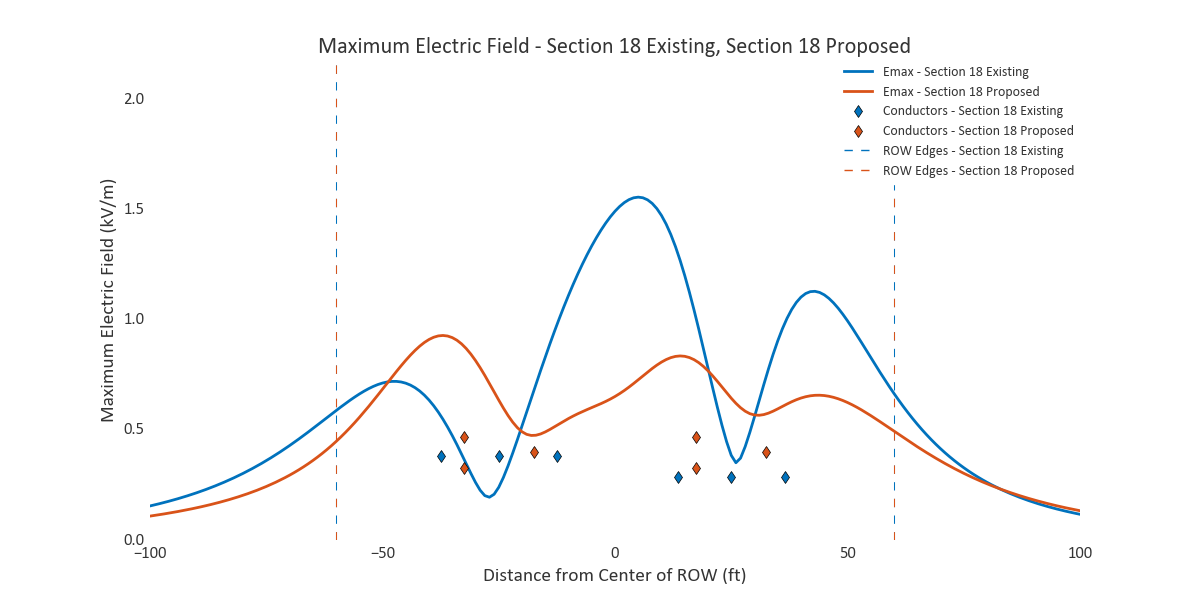 Maximum Electric Field - Section 18 Existing, Section 18 Proposed
Emax - Section 18 Existing
Emax - Section 18 Proposed
Conductors - Section 18 Existing
Conductors - Section 18 Proposed
ROW Edges - Section 18 Existing
ROW Edges - Section 18 Proposed
Maximum Electric Field (kV/m)
2.0
1.5
1.0
0.5
0.0
−100
−50
0
50
100
Distance from Center of ROW (ft)